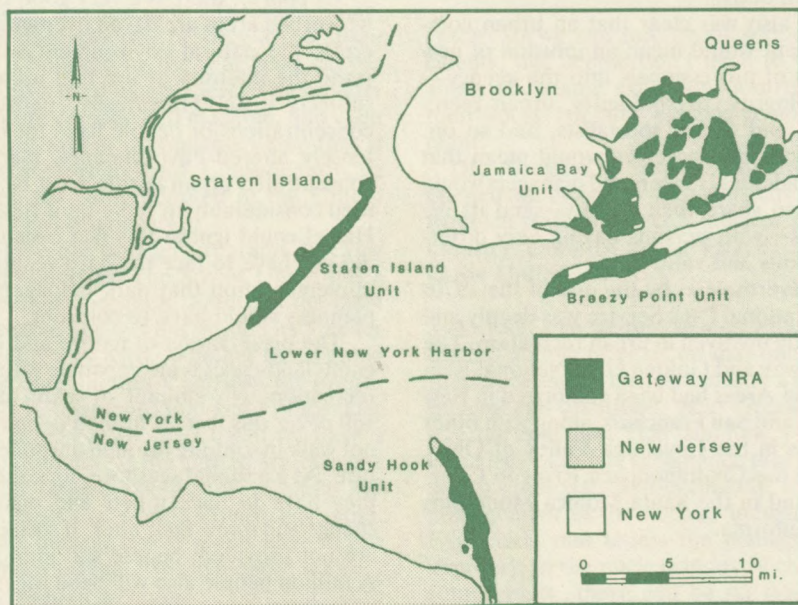 Queens
Brooklyn
N
Jamaica Bay
Unit
Staten Island
Staten Island
Unit
Breezy Point Unit
Lower New York Harbor
New York
New Jersey
Sandy Hook
Unit
Gateway NRA
New Jersey
New York
0 5 10
mi.